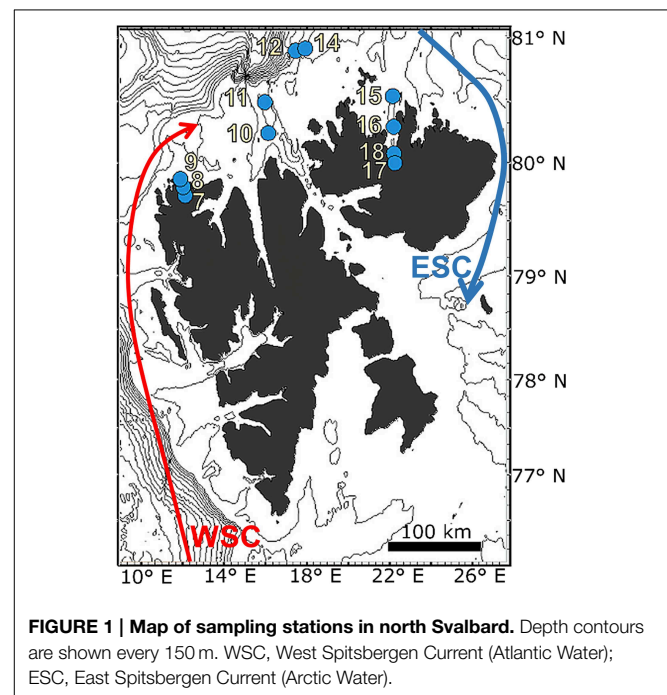 81° N
12 14
11
15
10
16
80° N
9
8
7
18
17
ESC
79° N
78° N
77° N
WSC
100 km
10° E 14° E 18° E 22° E 26° E
FIGURE 1 | Map of sampling stations in north Svalbard. Depth contours
are shown every 150 m. WSC, West Spitsbergen Current (Atlantic Water);
ESC, East Spitsbergen Current (Arctic Water).